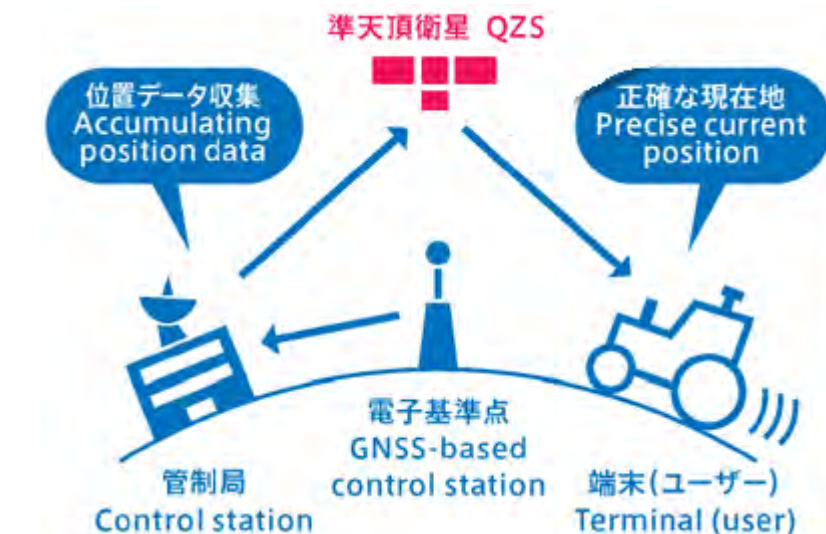 準天頂衛星 QZS
位置データ収集
Accumulating
position data
正確な現在地
Precise current
position
電子基準点
GNSS-based
control station
管制局
Control station
端末(ユーザー)
Terminal (user)